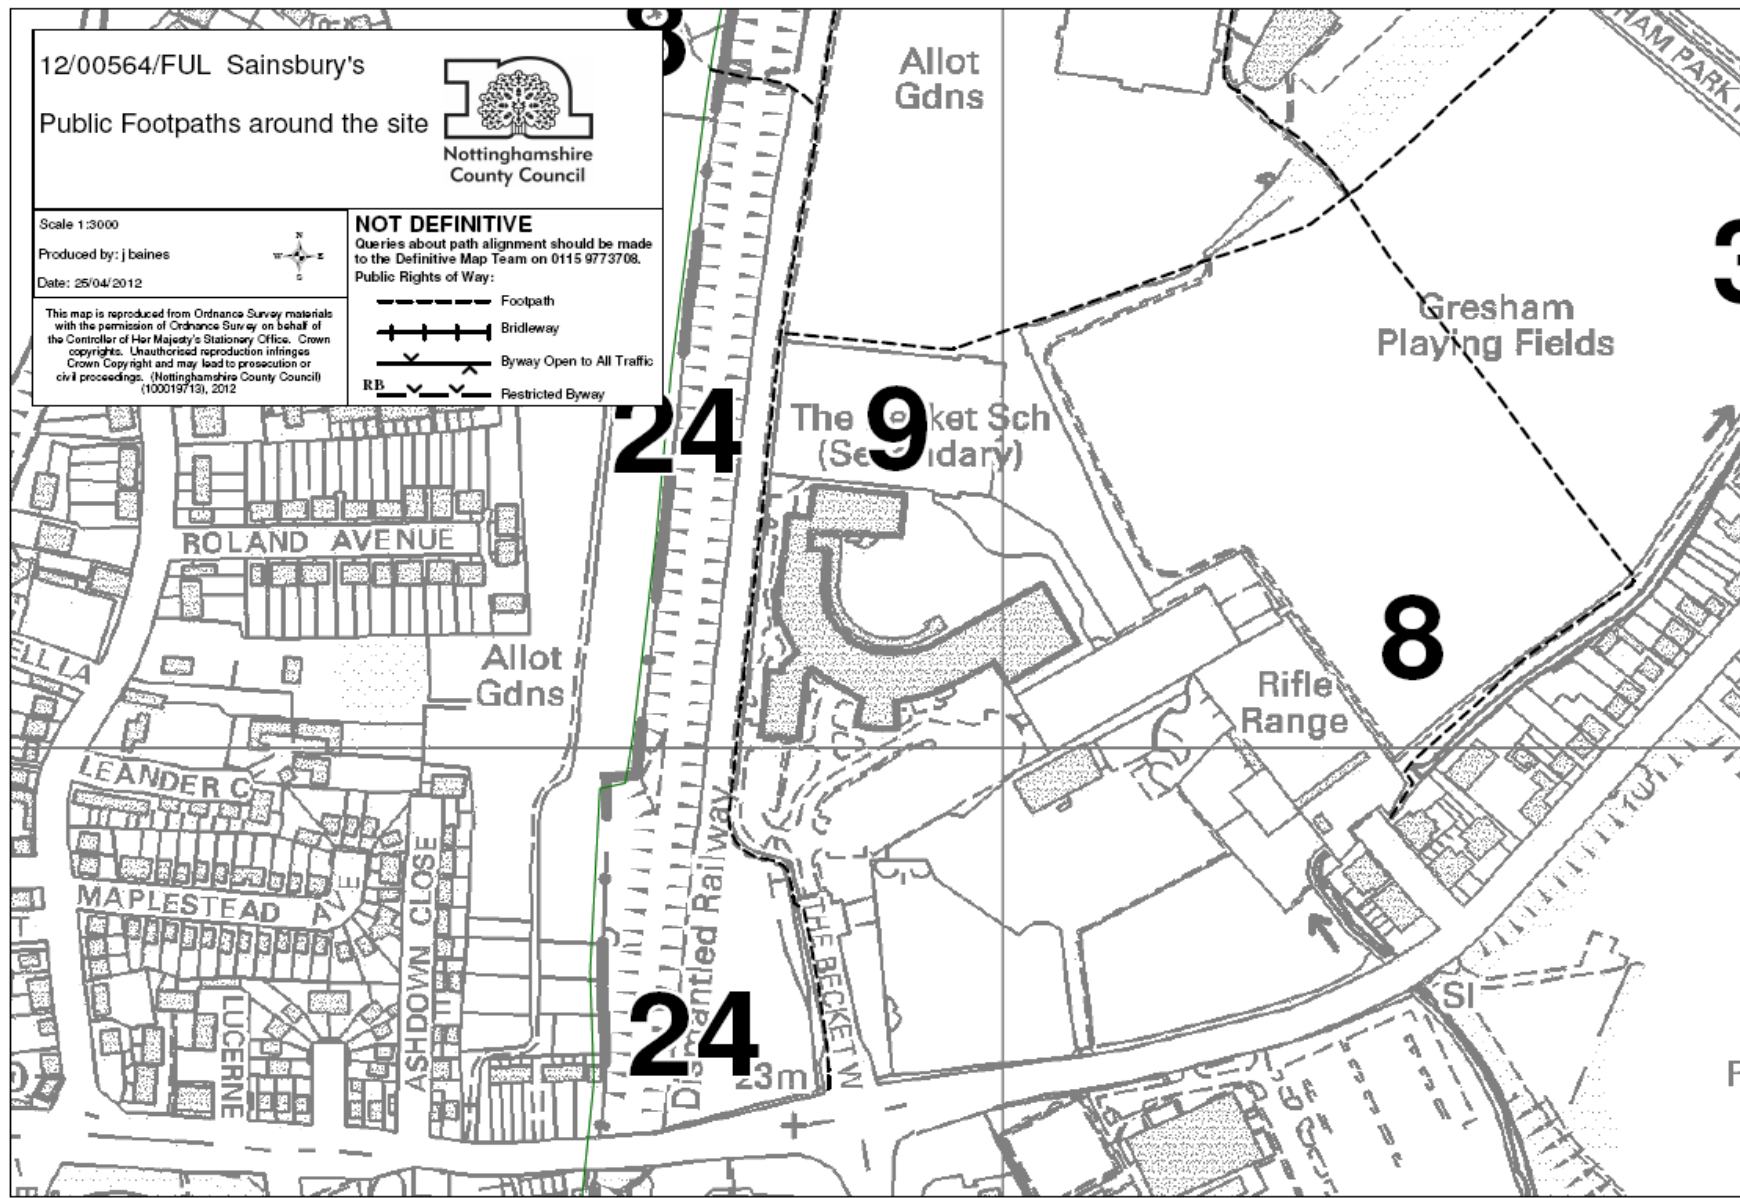 12/00564/FUL Sainsbury's
Public Footpaths around the site
Nottinghamshire
County Council
Scale 1:3000
Produced by: j baines
Date: 25/04/2012
N
W E
S
This map is reproduced from Ordnance Survey materials
with the permission of Ordnance Survey on behalf of
the Controller of Her Majesty's Stationery Office. Crown
copyrights. Unauthorised reproduction infringes
Crown Copyright and may lead to prosecution or
civil proceedings. (Nottinghamshire County Council)
(100019713), 2012
NOT DEFINITIVE
Queries about path alignment should be made
to the Definitive Map Team on 0115 9773708.
Public Rights of Way:
Footpath
Bridleway
Byway Open to All Traffic
RB
Restricted Byway
8
Allot
Gdns
HAM PARK
3
Gresham
Playing Fields
24
9
The ket Sch
(Se dary)
ROLAND AVENUE
ELL LA
Allot
Gdns
8
Rifle
Range
LEANDER C
MAPLESTEAD AVE
ASHDOWN CLOSE
LUCERNE
Dismantled Railway
THE BECKET W
24
23m
SI